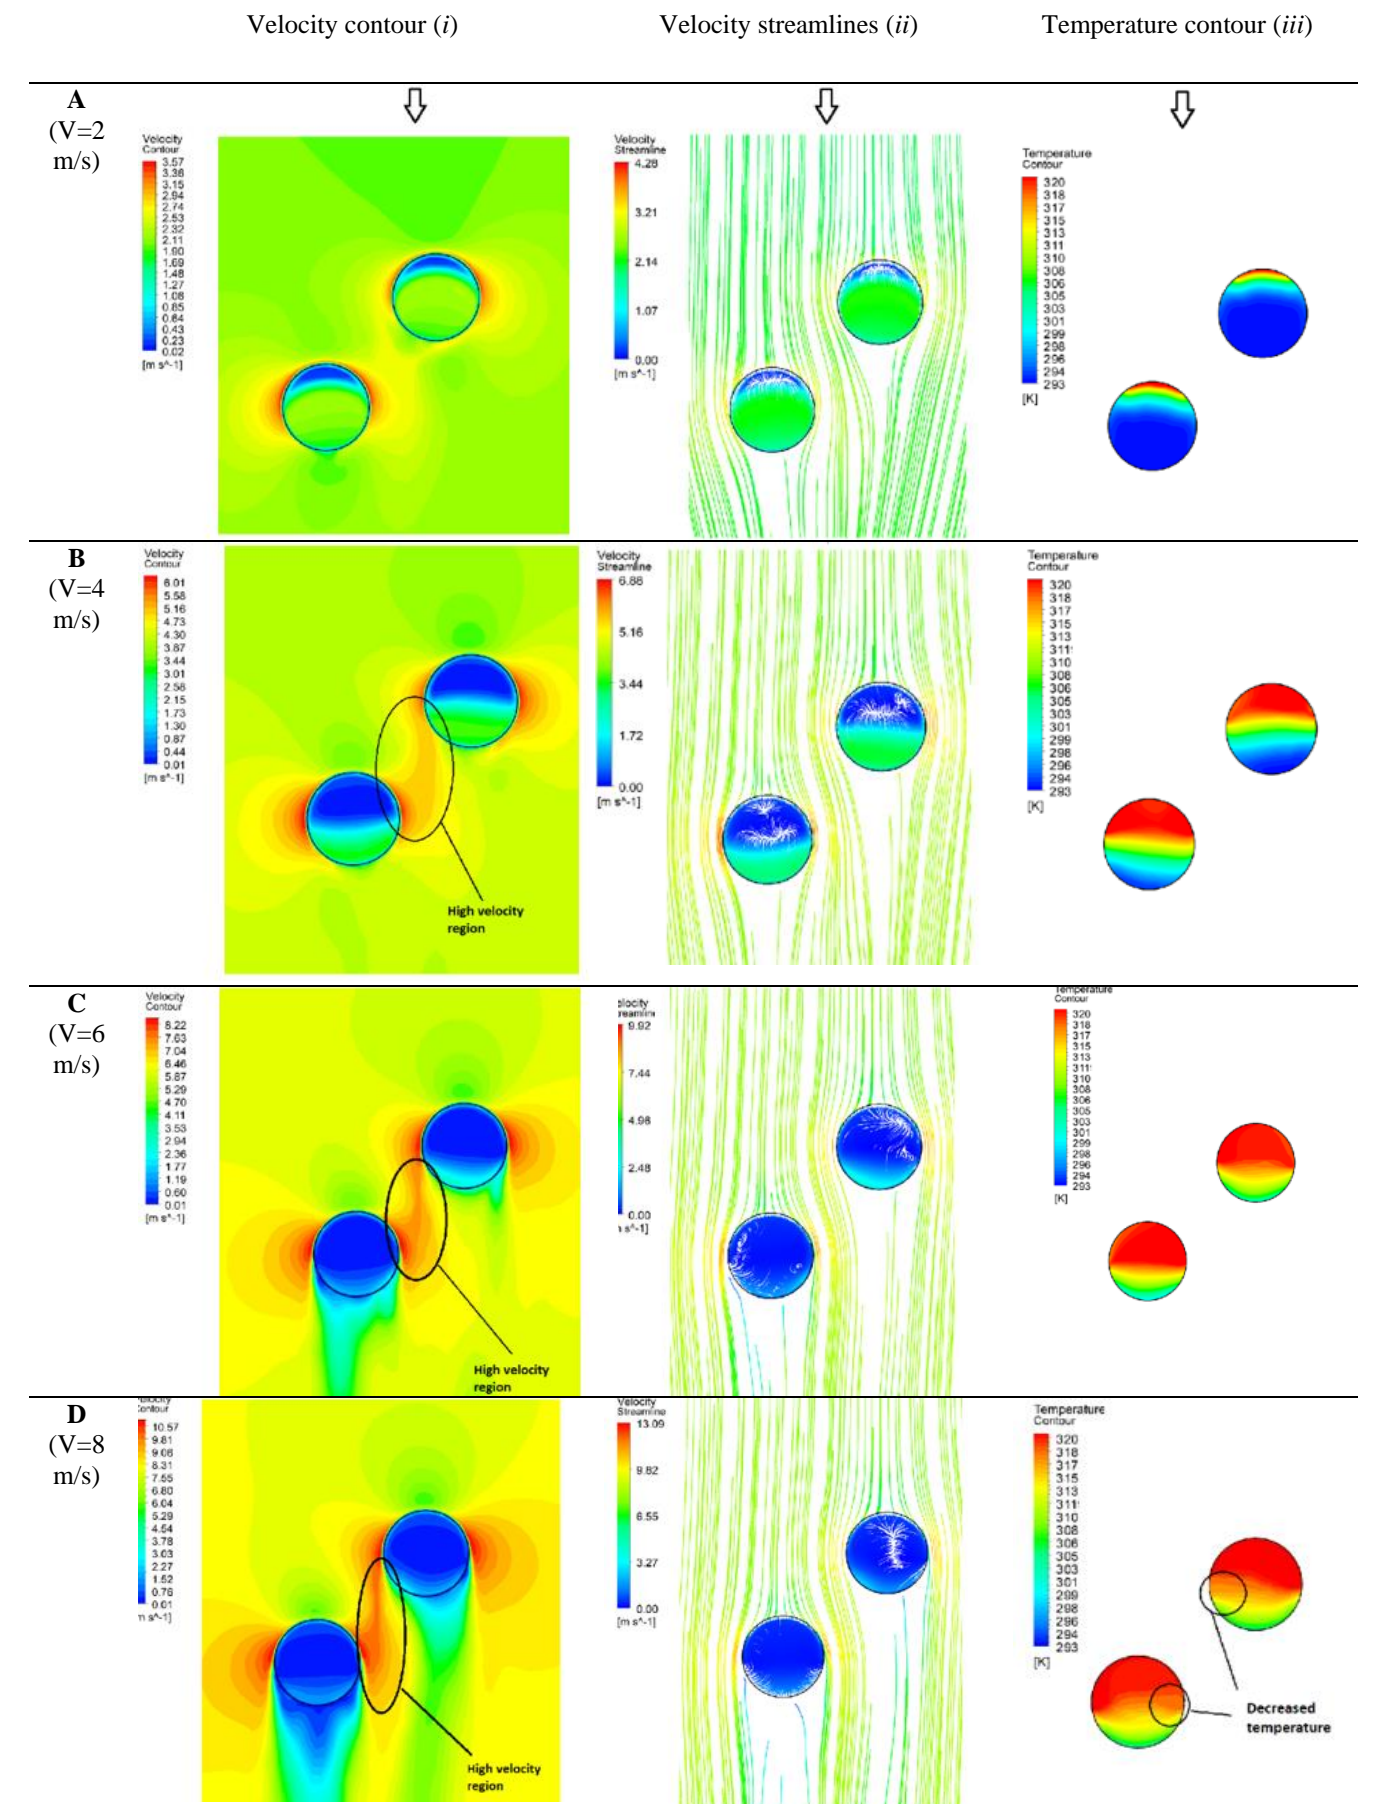 Velocity contour (i)
Velocity streamlines (ii)
Temperature contour (iii)
A
(V=2
m/s)
Velocity
Contour
3.57
3.36
3.15
2.94
2.74
2.53
2.32
2.11
1.90
1.69
1.48
1.27
1.08
0.85
0.64
0.43
0.23
0.02
[m s^-1]
Velocity
Streamline
4.28
3.21
2.14
1.07
0.00
[m s^-1]
Temperature
Contour
320
318
317
315
313
311
310
308
306
305
303
301
299
298
296
294
293
[K]
B
(V=4
m/s)
Velocity
Contour
6.01
5.58
5.16
4.73
4.30
3.87
3.44
3.01
2.58
2.15
1.73
1.30
0.87
0.44
0.01
[m s^-1]
High velocity
region
Velocity
Streamline
6.88
5.16
3.44
1.72
0.00
[m s^-1]
Temperature
Contour
320
318
317
315
313
311
310
308
306
305
303
301
299
298
296
294
293
[K]
C
(V=6
m/s)
Velocity
Contour
8.22
7.63
7.04
6.46
5.87
5.29
4.70
4.11
3.53
2.94
2.36
1.77
1.19
0.60
0.01
[m s^-1]
High velocity
region
elocity
reamline
9.92
7.44
4.96
2.48
0.00
s^-1]
Temperature
Contour
320
318
317
315
313
311
310
308
306
305
303
301
299
298
296
294
293
[K]
D
(V=8
m/s)
Velocity
Contour
10.57
9.81
9.06
8.31
7.55
6.80
6.04
5.29
4.54
3.78
3.03
2.27
1.52
0.76
0.01
m s^-1]
High velocity
region
Velocity
Streamline
13.09
9.82
6.55
3.27
0.00
[m s^-1]
Temperature
Contour
320
318
317
315
313
311
310
308
306
305
303
301
299
298
296
294
293
[K]
Decreased
temperature